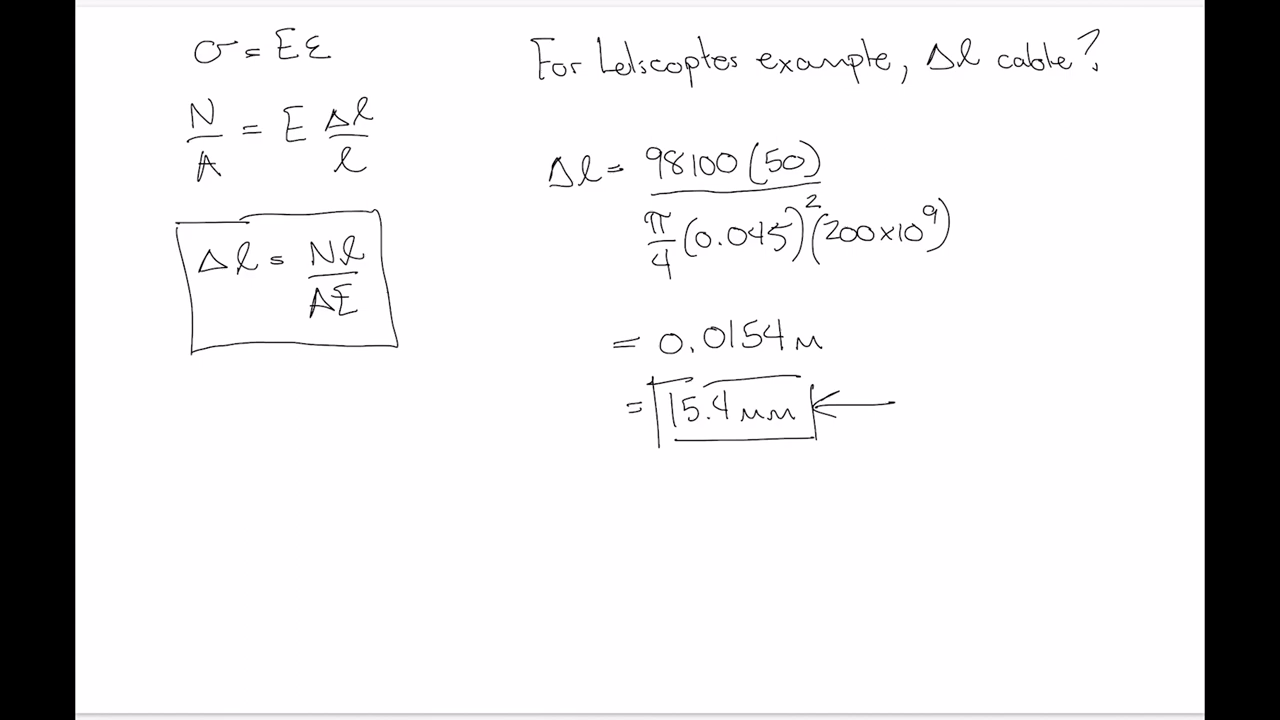 σ = Eε
N/A = E Δl/l
Δl = Nl/AE
For helicopter example, Δl cable?
Δl = 98100(50) / π/4 (0.045)² (200×10⁹)
= 0.0154 m
= 15.4 mm